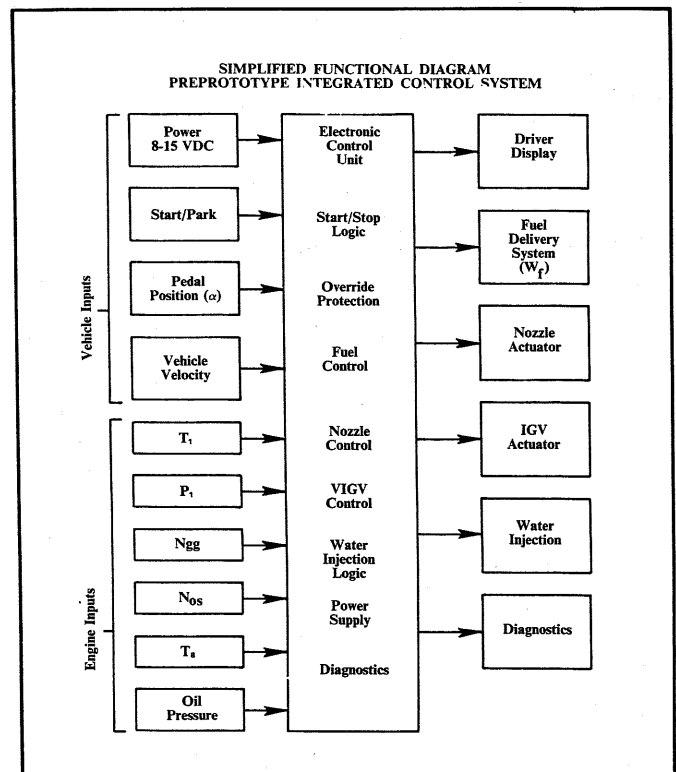 SIMPLIFIED FUNCTIONAL DIAGRAM
PREPROTOTYPE INTEGRATED CONTROL SYSTEM
Vehicle Inputs
Power
8-15 VDC
Start/Park
Pedal
Position (α)
Vehicle
Velocity
Engine Inputs
T₁
P₁
Ngg
Nos
T₈
Oil
Pressure
Electronic
Control
Unit
Start/Stop
Logic
Override
Protection
Fuel
Control
Nozzle
Control
VIGV
Control
Water
Injection
Logic
Power
Supply
Diagnostics
Driver
Display
Fuel
Delivery
System
(Wf)
Nozzle
Actuator
IGV
Actuator
Water
Injection
Diagnostics